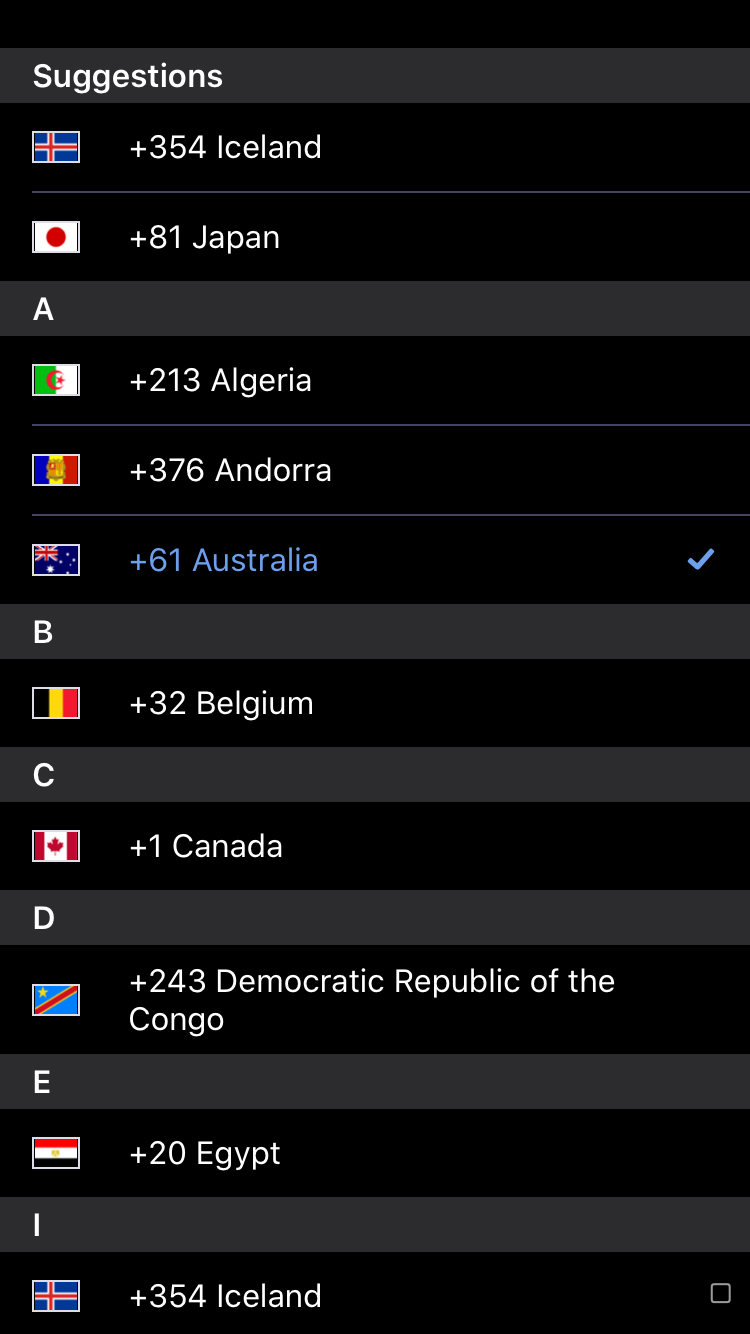 Suggestions
+354 Iceland
+81 Japan
A
+213 Algeria
+376 Andorra
+61 Australia
B
+32 Belgium
C
+1 Canada
D
+243 Democratic Republic of the
Congo
E
+20 Egypt
I
+354 Iceland